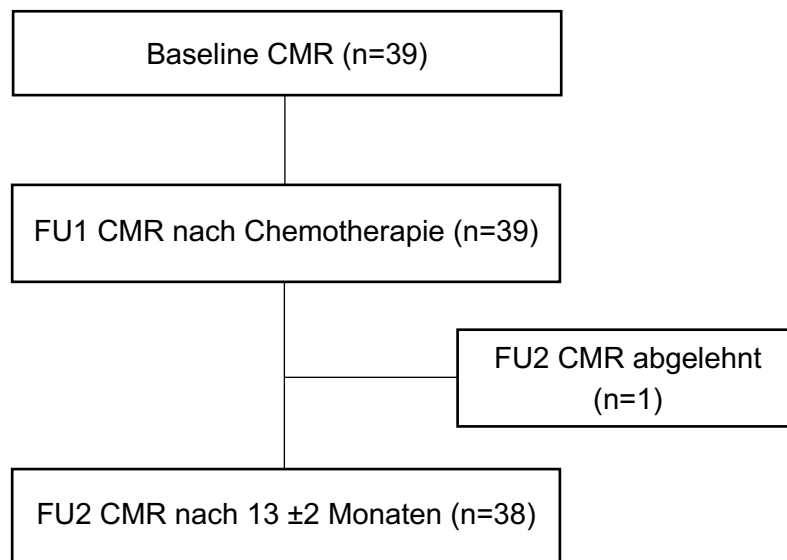 Baseline CMR (n=39)
FU1 CMR nach Chemotherapie (n=39)
FU2 CMR abgelehnt
(n=1)
FU2 CMR nach 13 ±2 Monaten (n=38)